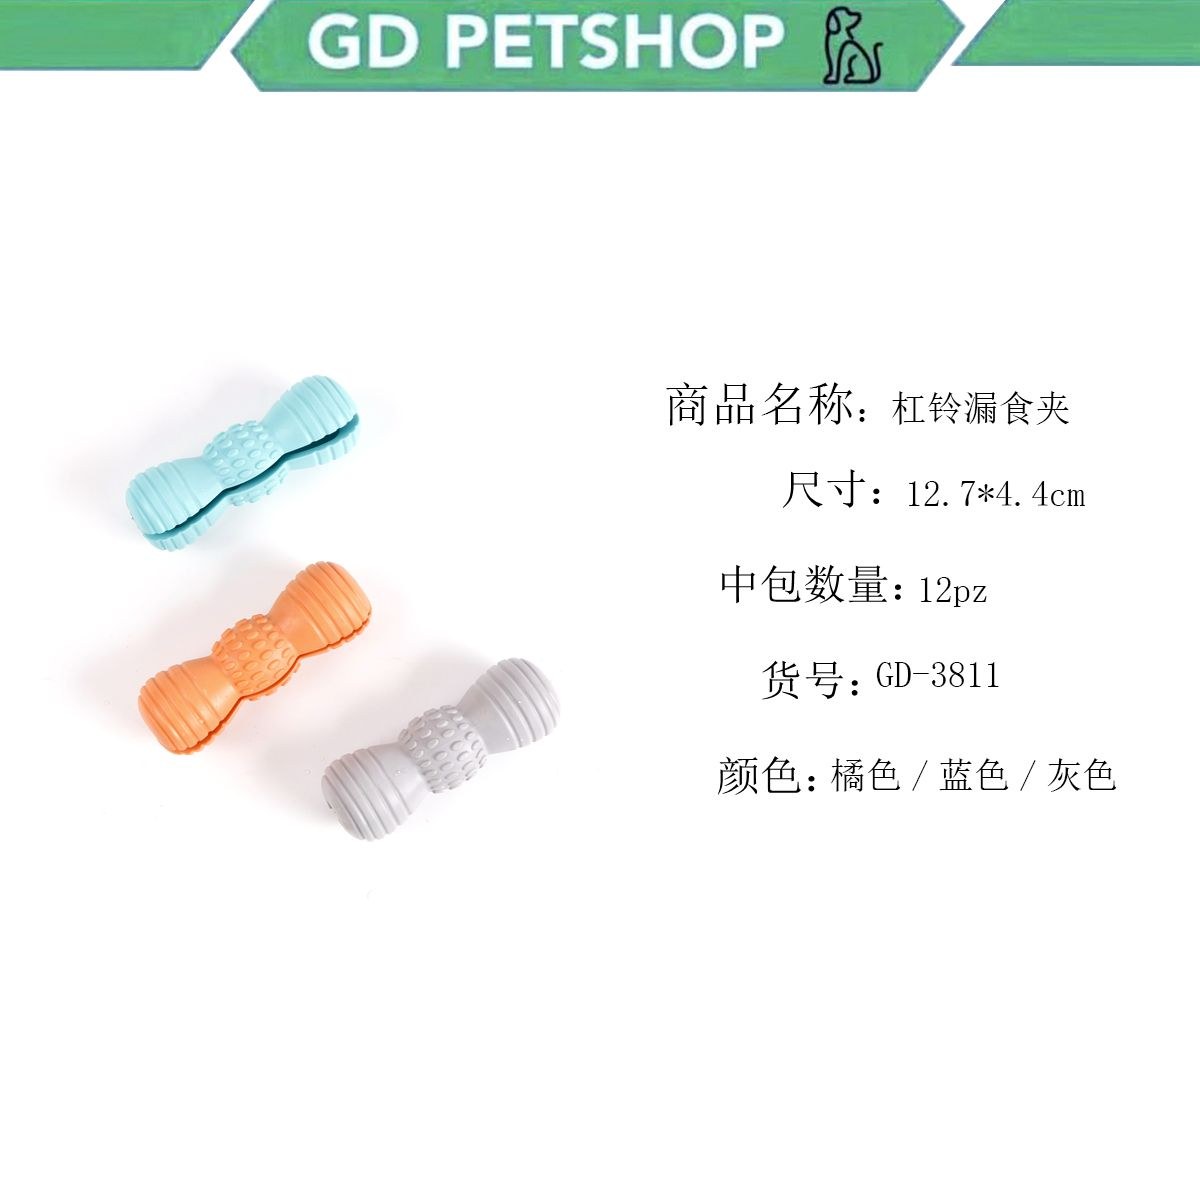 GD PETSHOP
商品名称：杠铃漏食夹
尺寸：12.7*4.4cm
中包数量：12pz
货号：GD-3811
颜色：橘色/蓝色/灰色